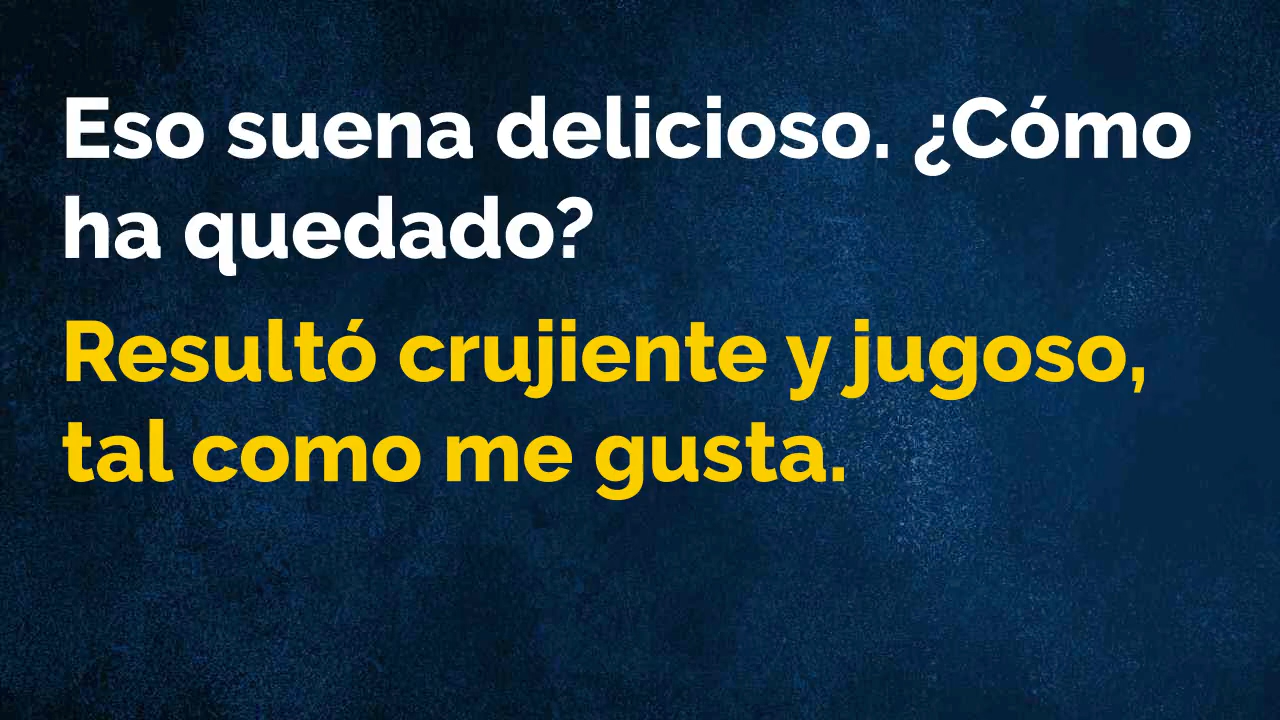 Eso suena delicioso. ¿Cómo
ha quedado?
Resultó crujiente y jugoso,
tal como me gusta.